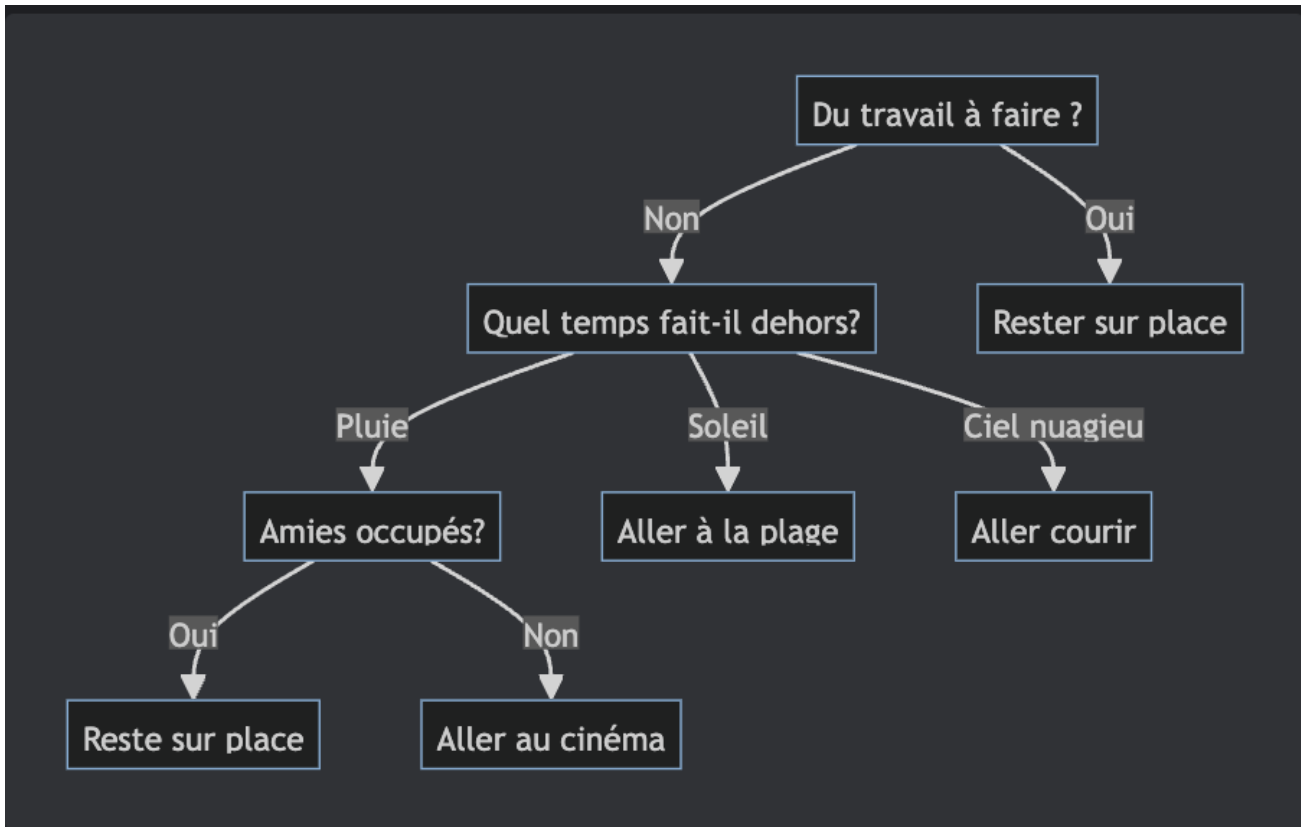 Du travail à faire ?
Non
Oui
Quel temps fait-il dehors?
Rester sur place
Pluie
Soleil
Ciel nuagieu
Amies occupés?
Aller à la plage
Aller courir
Oui
Non
Reste sur place
Aller au cinéma